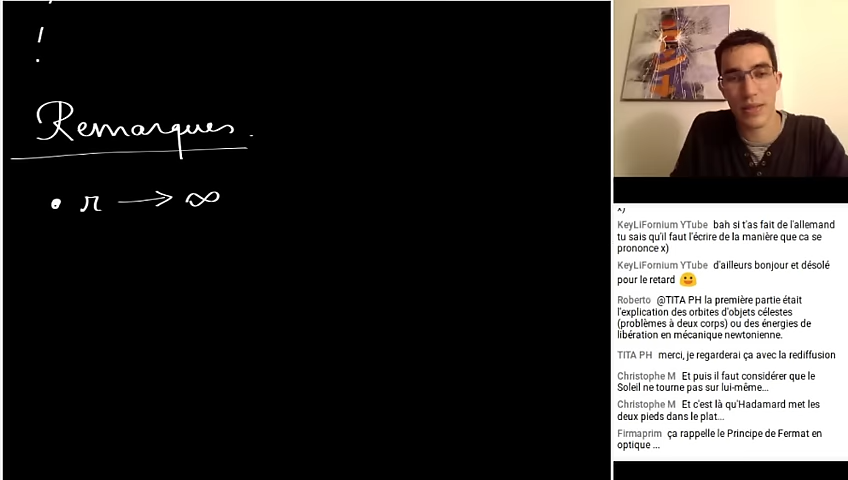 !
Remarques.
• r → ∞
x)
KeyLiFornium YTube bah si t'as fait de l'allemand
tu sais qu'il faut l'écrire de la manière que ca se
prononce x)
KeyLiFornium YTube d'ailleurs bonjour et désolé
pour le retard 😀
Roberto @TITA PH la première partie était
l'explication des orbites d'objets célestes
(problèmes à deux corps) ou des énergies de
libération en mécanique newtonienne.
TITA PH merci, je regarderai ça avec la rediffusion
Christophe M Et puis il faut considérer que le
Soleil ne tourne pas sur lui-même...
Christophe M Et c'est là qu'Hadamard met les
deux pieds dans le plat...
Firmaprim ça rappelle le Principe de Fermat en
optique ...